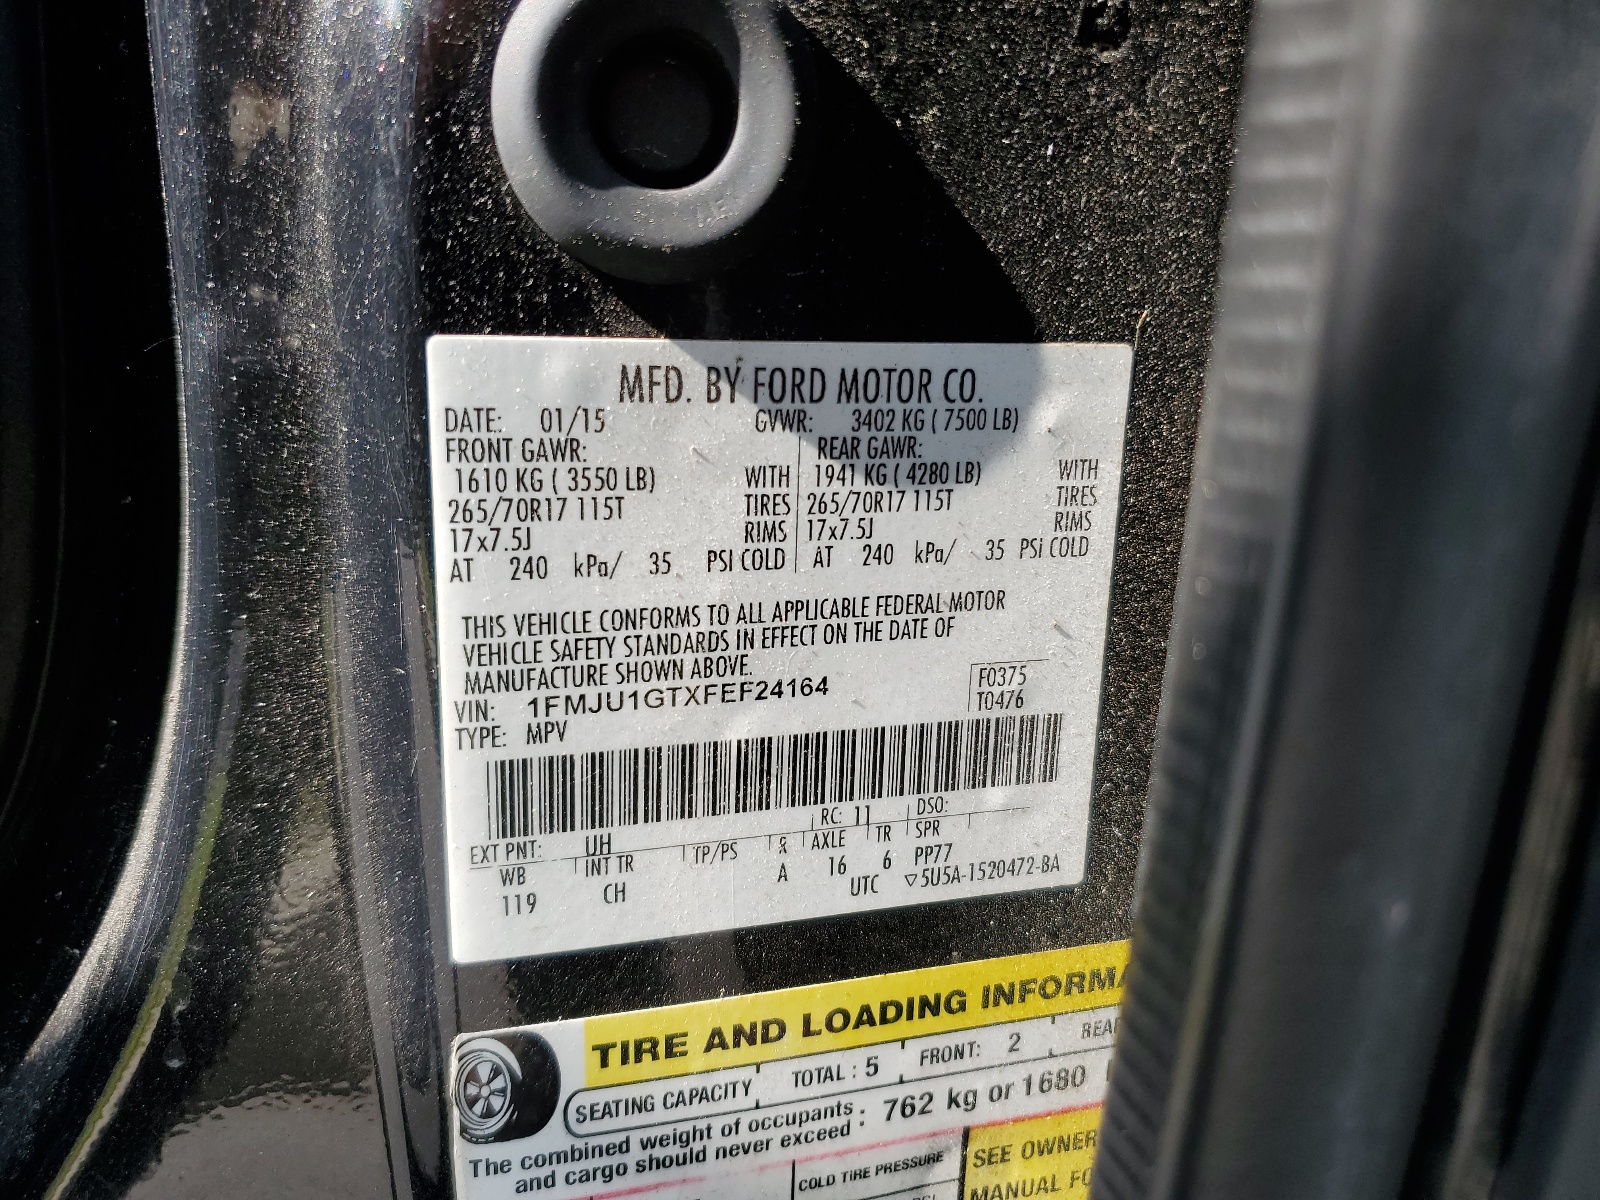 MFD. BY FORD MOTOR CO.
DATE: 01/15 GVWR: 3402 KG ( 7500 LB)
FRONT GAWR: REAR GAWR:
1610 KG ( 3550 LB) WITH 1941 KG ( 4280 LB) WITH
265/70R17 115T TIRES 265/70R17 115T TIRES
17x7.5J RIMS 17x7.5J RIMS
AT 240 kPa/ 35 PSI COLD AT 240 kPa/ 35 PSi COLD
THIS VEHICLE CONFORMS TO ALL APPLICABLE FEDERAL MOTOR
VEHICLE SAFETY STANDARDS IN EFFECT ON THE DATE OF
MANUFACTURE SHOWN ABOVE.
VIN: 1FMJU1GTXFEF24164
F0375
T0476
TYPE: MPV
EXT PNT: UH RC: 11 DSO:
WB INT TR TP/PS R AXLE TR SPR
119 CH A 16 6 PP77
UTC ▽5U5A-1520472-BA
TIRE AND LOADING INFORMA
SEATING CAPACITY TOTAL : 5 FRONT: 2 REAR
The combined weight of occupants
and cargo should never exceed : 762 kg or 1680
COLD TIRE PRESSURE
SEE OWNER
MANUAL FO